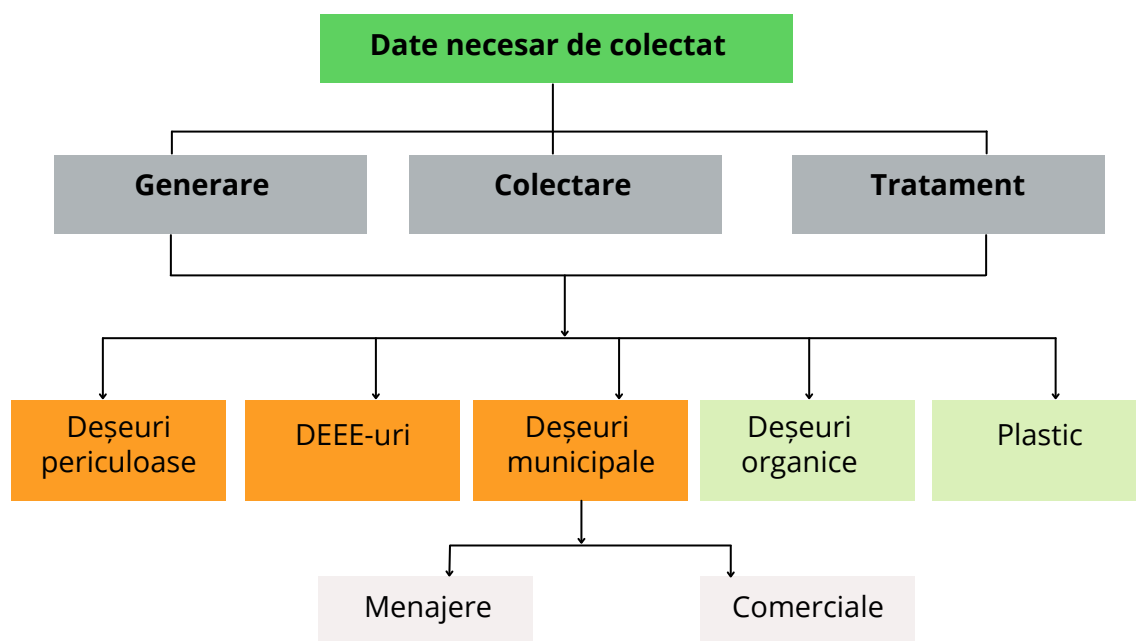 Date necesar de colectat
Generare
Colectare
Tratament
Deșeuri
periculoase
DEEE-uri
Deșeuri
municipale
Deșeuri
organice
Plastic
Menajere
Comerciale